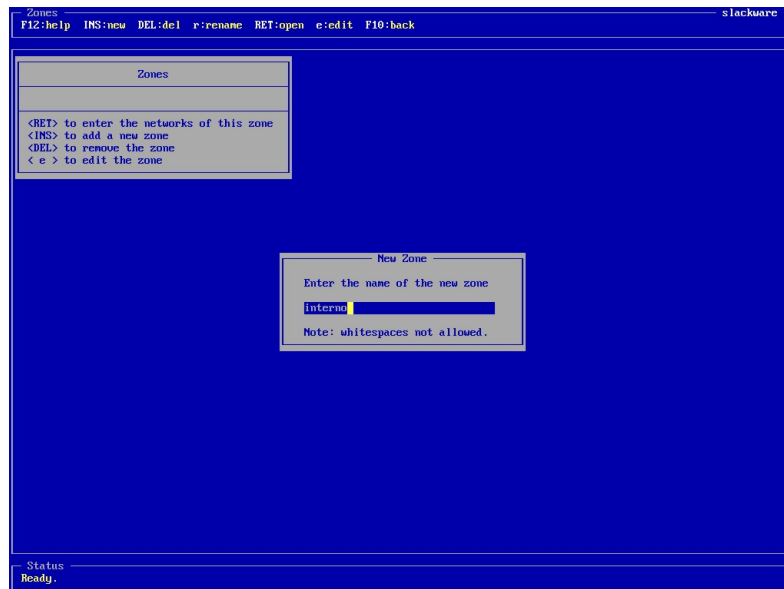 Zones
slackware
F12:help INS:new DEL:del r:rename RET:open e:edit F10:back
Zones
<RET> to enter the networks of this zone
<INS> to add a new zone
<DEL> to remove the zone
< e > to edit the zone
New Zone
Enter the name of the new zone
interno
Note: whitespaces not allowed.
Status
Ready.